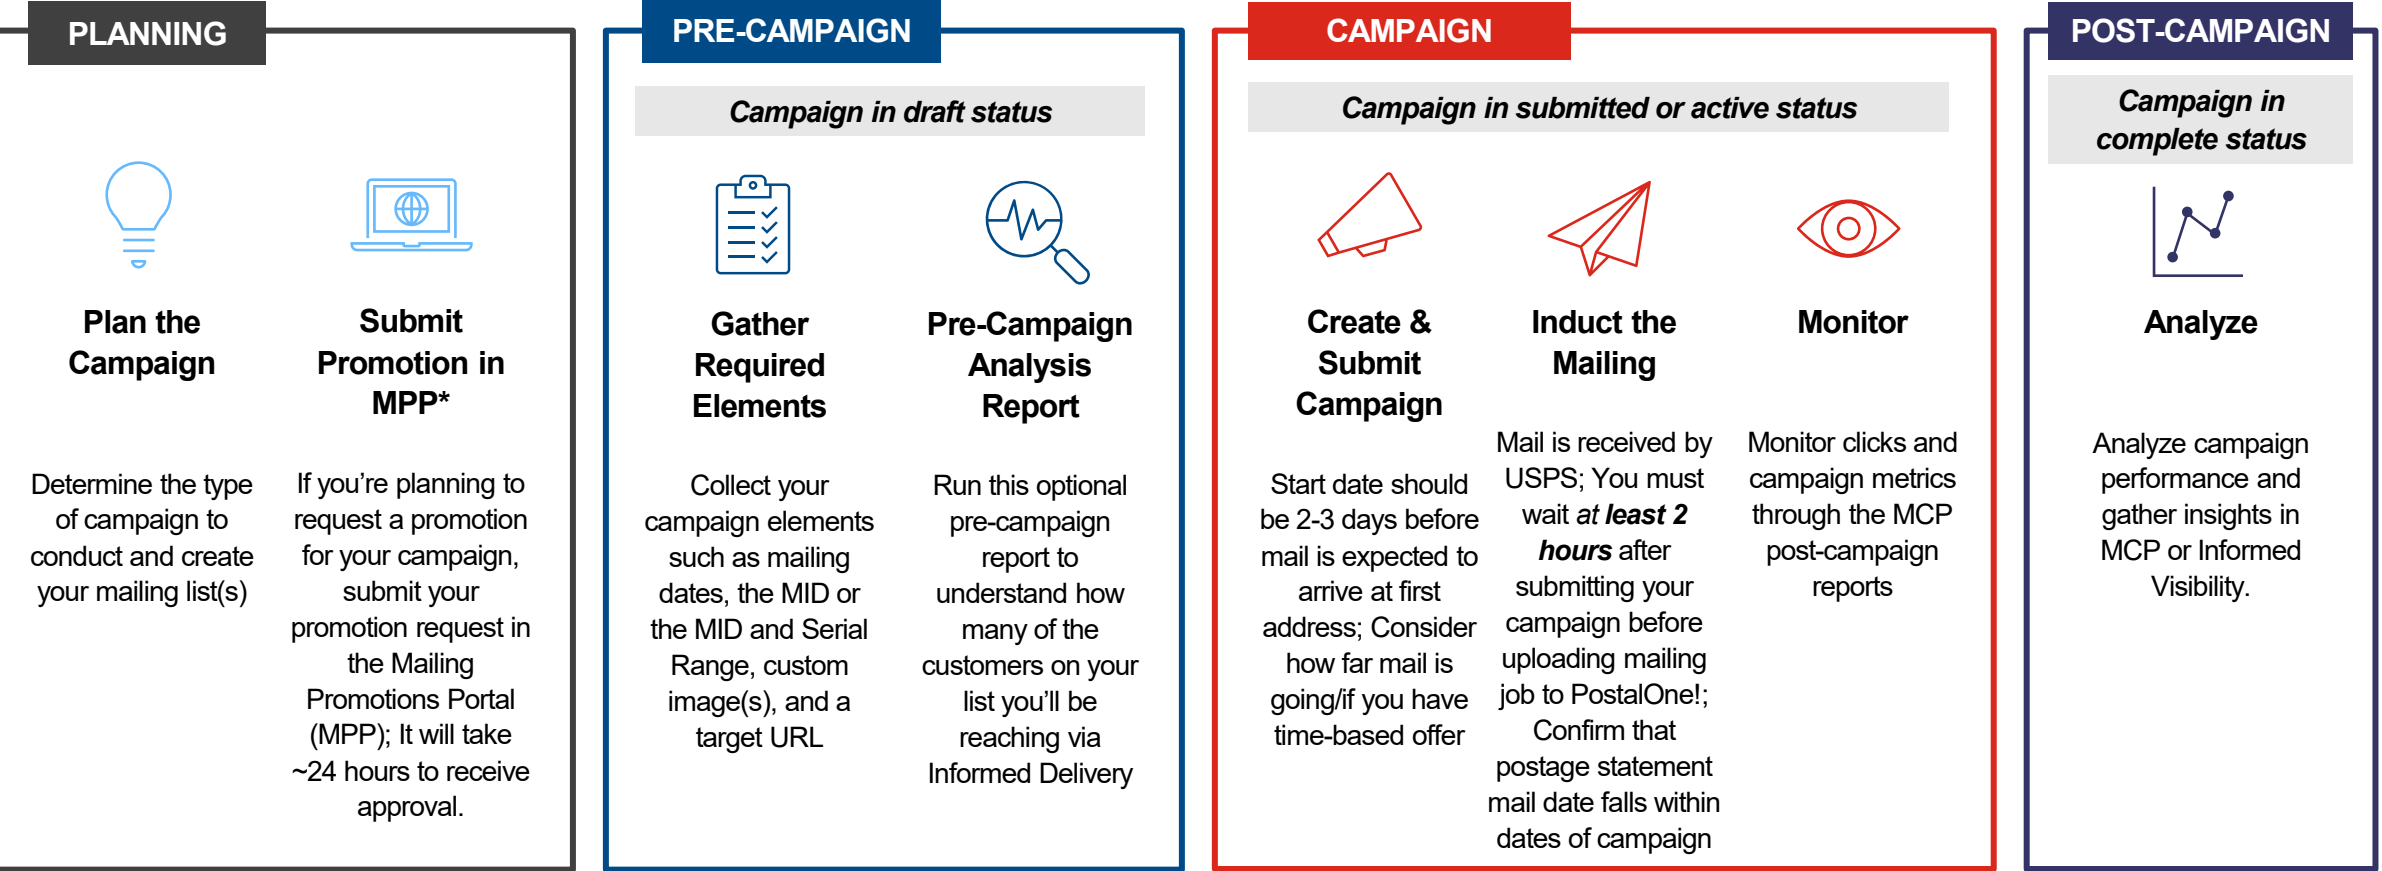 PLANNING
Plan the
Campaign
Determine the type
of campaign to
conduct and create
your mailing list(s)
Submit
Promotion in
MPP*
If you’re planning to
request a promotion
for your campaign,
submit your
promotion request in
the Mailing
Promotions Portal
(MPP); It will take
~24 hours to receive
approval.
PRE-CAMPAIGN
Campaign in draft status
Gather
Required
Elements
Collect your
campaign elements
such as mailing
dates, the MID or
the MID and Serial
Range, custom
image(s), and a
target URL
Pre-Campaign
Analysis
Report
Run this optional
pre-campaign
report to
understand how
many of the
customers on your
list you’ll be
reaching via
Informed Delivery
CAMPAIGN
Campaign in submitted or active status
Create &
Submit
Campaign
Start date should
be 2-3 days before
mail is expected to
arrive at first
address; Consider
how far mail is
going/if you have
time-based offer
Induct the
Mailing
Mail is received by
USPS; You must
wait at least 2
hours after
submitting your
campaign before
uploading mailing
job to PostalOne!;
Confirm that
postage statement
mail date falls within
dates of campaign
Monitor
Monitor clicks and
campaign metrics
through the MCP
post-campaign
reports
POST-CAMPAIGN
Campaign in
complete status
Analyze
Analyze campaign
performance and
gather insights in
MCP or Informed
Visibility.